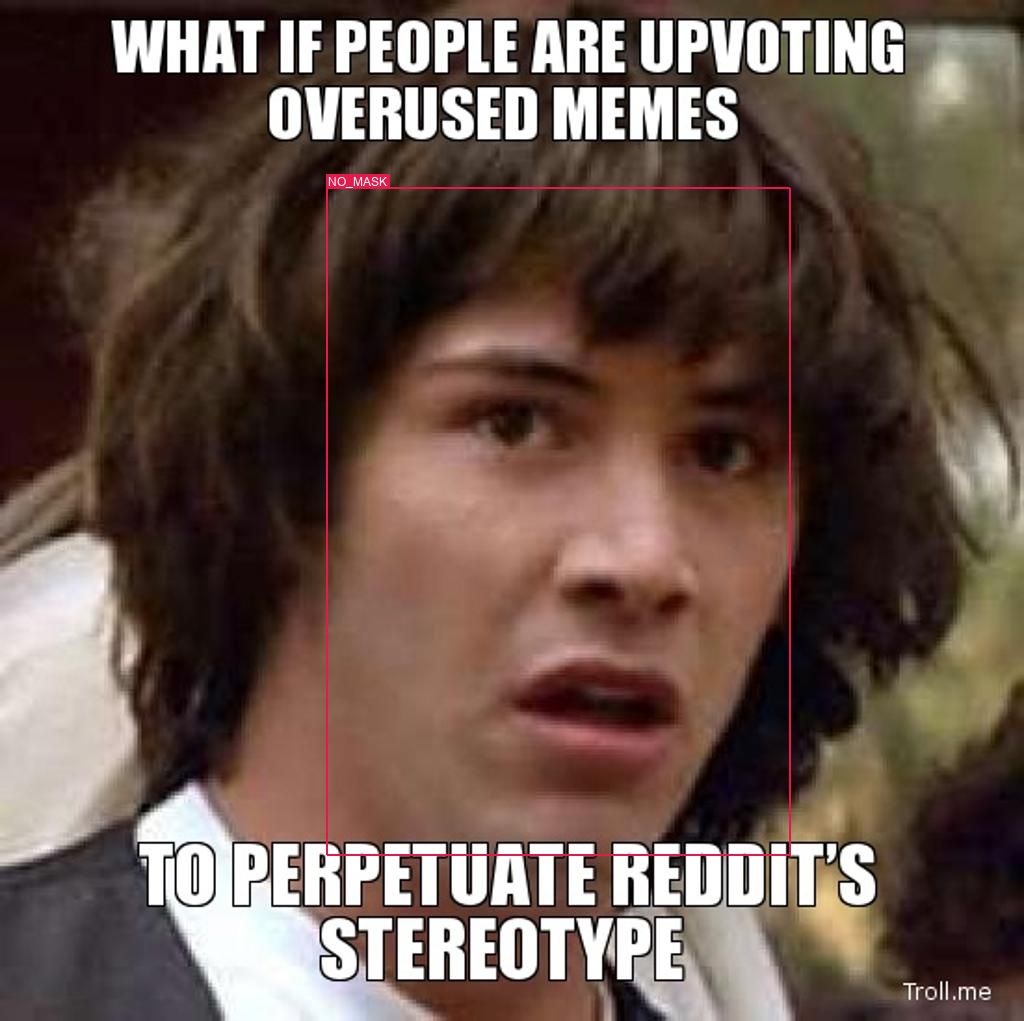 WHAT IF PEOPLE ARE UPVOTING
OVERUSED MEMES
NO_MASK
TO PERPETUATE REDDIT'S
STEREOTYPE
Troll.me